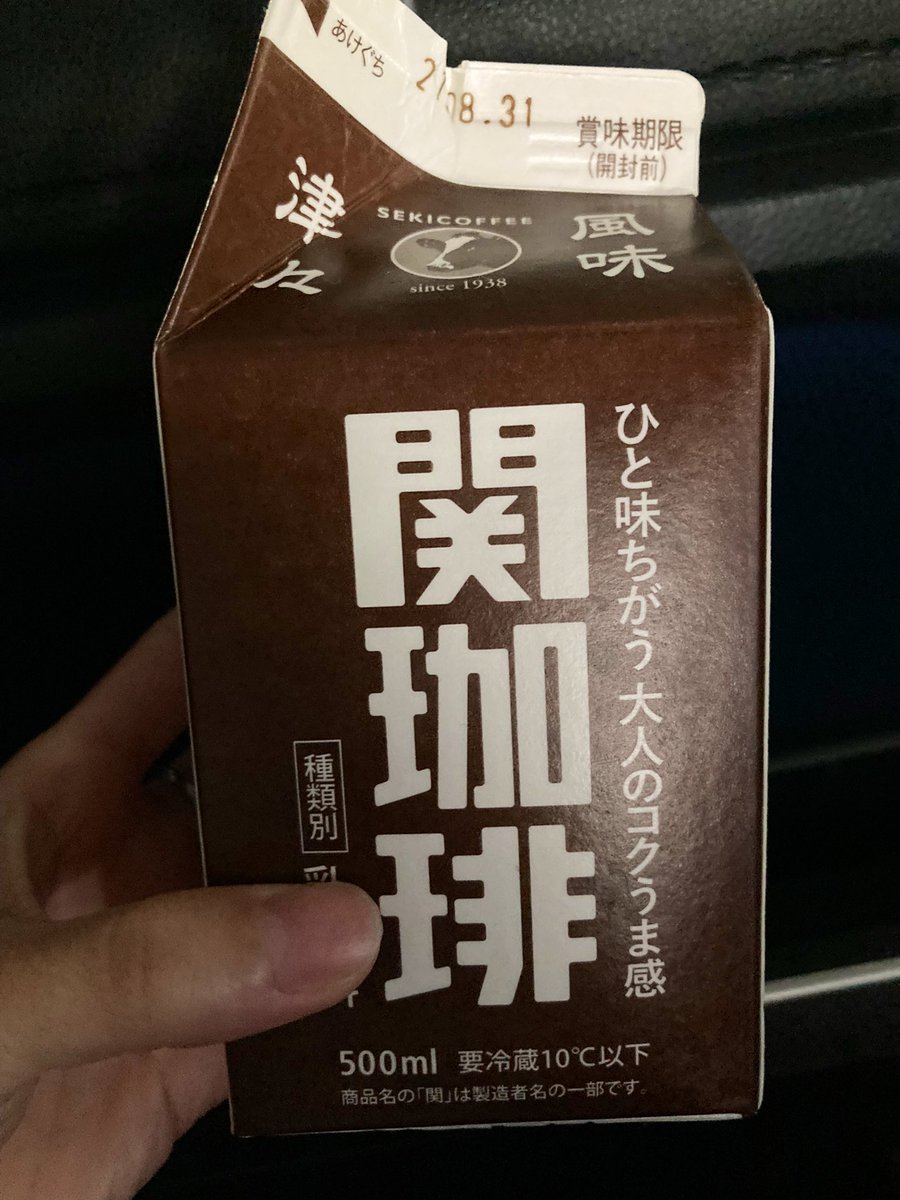 あけぐち
21.08.31
賞味期限
(開封前)
風味
津々
SEKICOFFEE
since 1938
関珈琲
ひと味ちがう 大人のコクうま感
種類別
乳
500ml 要冷蔵10℃以下
商品名の「関」は製造者名の一部です。